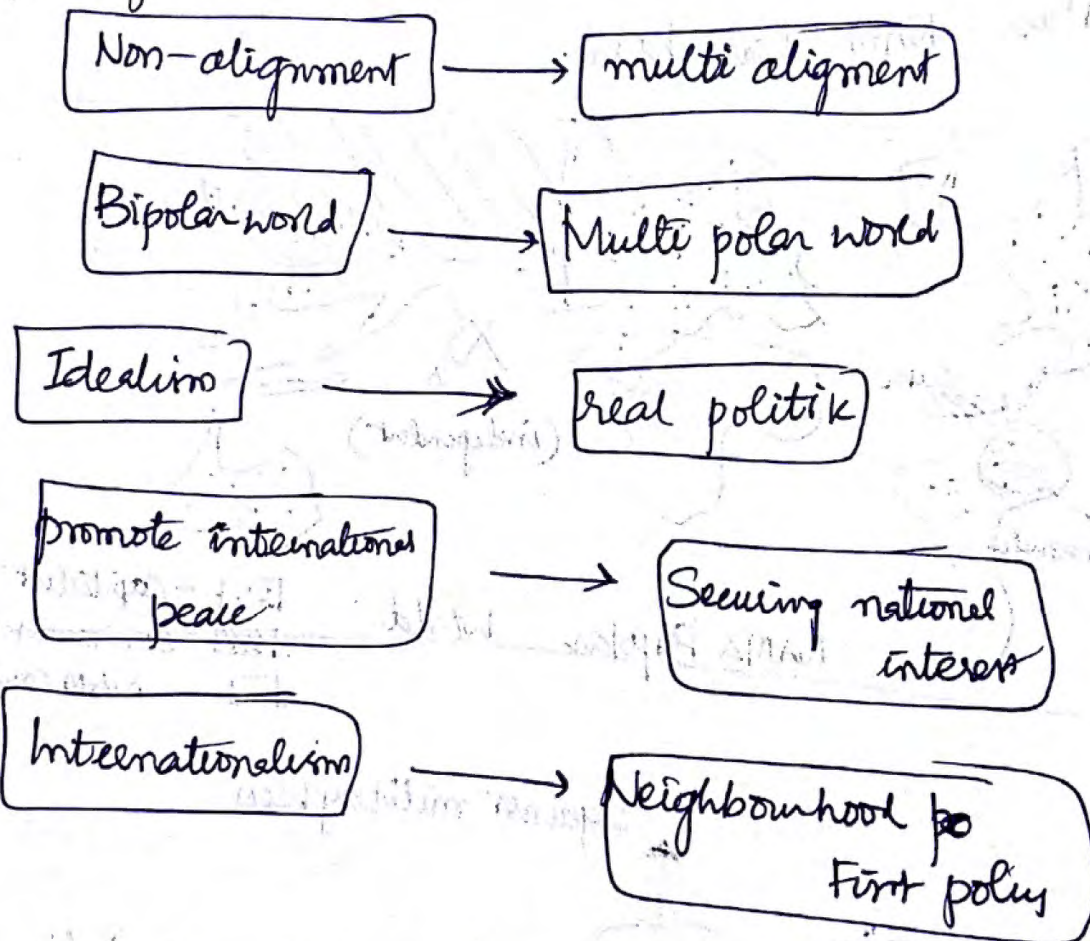 Non-alignment → multi aligment
Bipolar world → Multi polar world
Idealism → real politik
promote international
peace → Securing national
interest
Internationalism → Neighbourhood
First policy
(independent)